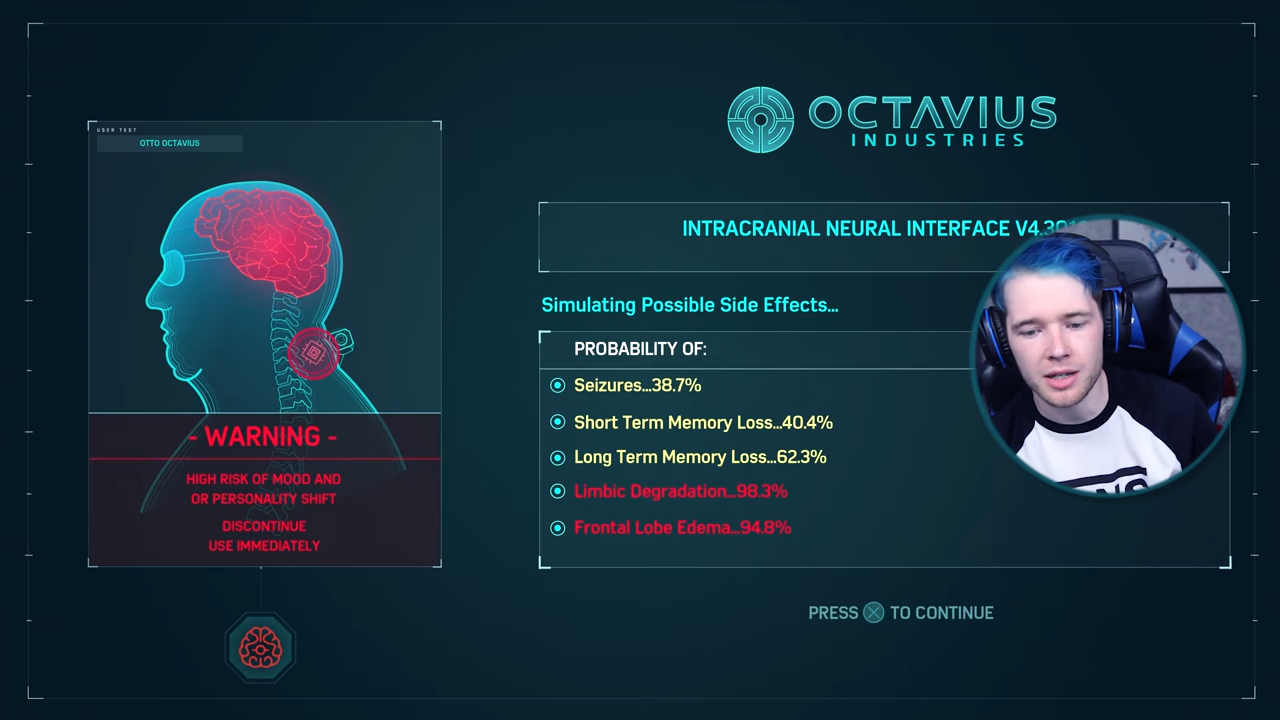 USER TEST
OTTO OCTAVIUS
- WARNING -
HIGH RISK OF MOOD AND
OR PERSONALITY SHIFT
DISCONTINUE
USE IMMEDIATELY
OCTAVIUS
INDUSTRIES
INTRACRANIAL NEURAL INTERFACE
Simulating Possible Side Effects...
PROBABILITY OF:
Seizures...38.7%
Short Term Memory Loss...40.4%
Long Term Memory Loss...62.3%
Limbic Degradation...98.3%
Frontal Lobe Edema...94.8%
PRESS TO CONTINUE